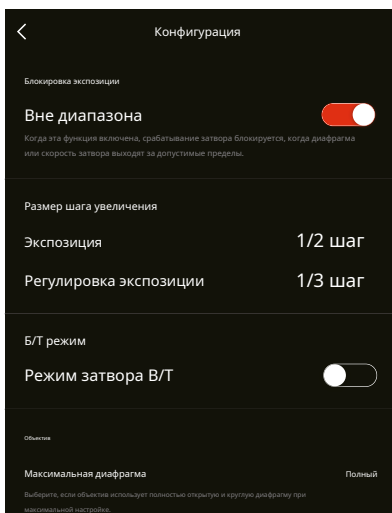 Конфигурация
Блокировка экспозиции
Вне диапазона
Когда эта функция включена, срабатывание затвора блокируется, когда диафрагма
или скорость затвора выходят за допустимые пределы.
Размер шага увеличения
Экспозиция 1/2 шаг
Регулировка экспозиции 1/3 шаг
Б/Т режим
Режим затвора B/T
Объектив
Максимальная диафрагма Полный
Выберите, если объектив использует полностью открытую и круглую диафрагму при
максимальной настройке.